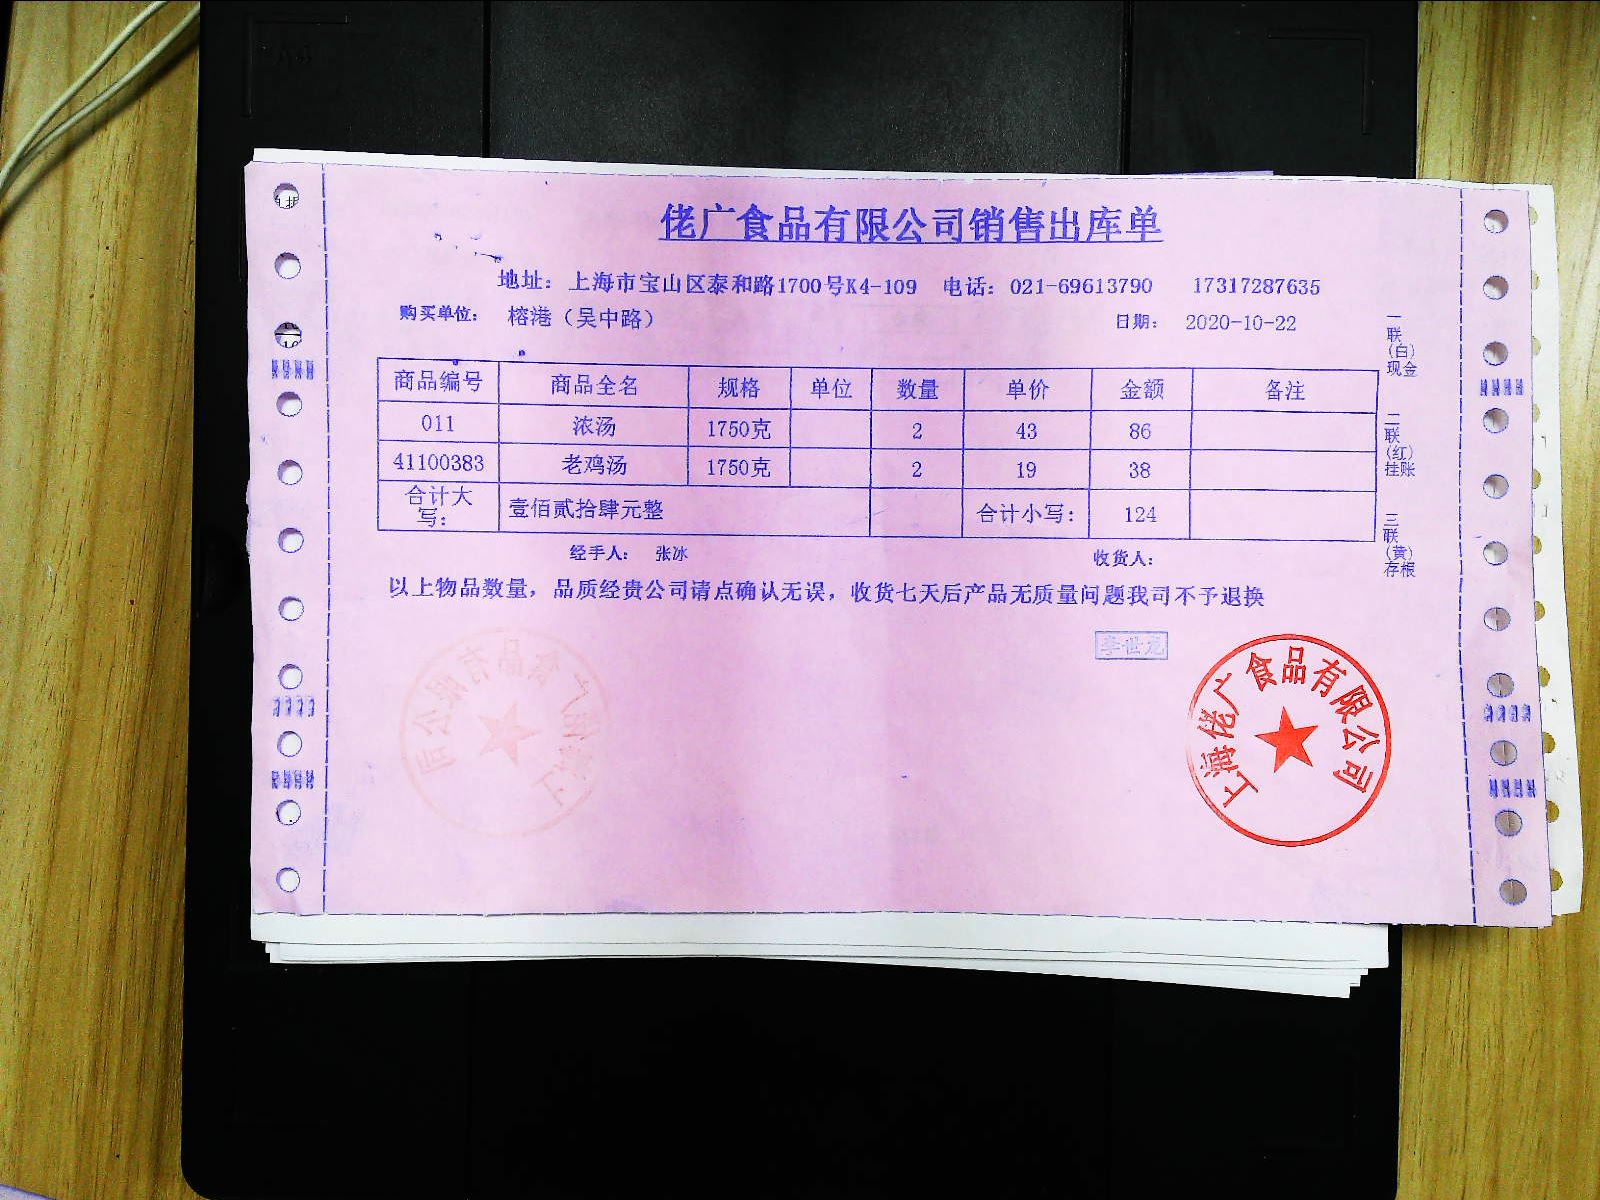 佬广食品有限公司销售出库单
地址：上海市宝山区泰和路1700号K4-109 电话：021-69613790 17317287635
购买单位： 榕港（吴中路） 日期： 2020-10-22
商品编号 商品全名 规格 单位 数量 单价 金额 备注
011 浓汤 1750克 2 43 86
41100383 老鸡汤 1750克 2 19 38
合计大写： 壹佰贰拾肆元整 合计小写： 124
经手人： 张冰 收货人：
以上物品数量，品质经贵公司请点确认无误，收货七天后产品无质量问题我司不予退换
一联（白）现金
二联（红）挂账
三联（黄）存根
李世龙
上海佬广食品有限公司